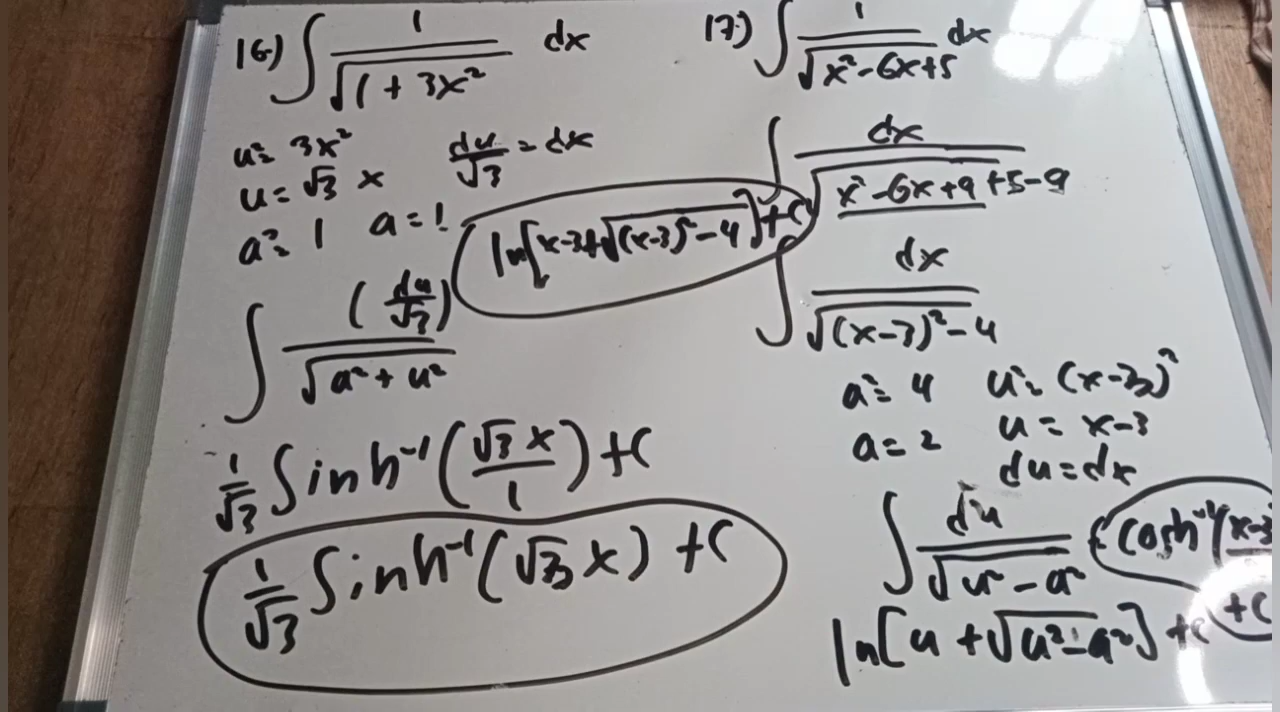 16.) ∫ 1/√(1 + 3x²) dx
u² = 3x²
u = √3 x du/√3 = dx
a² = 1 a = 1
∫ (du/√3)/√(a² + u²)
1/√3 Sinh⁻¹(√3 x/1) + C
1/√3 Sinh⁻¹(√3 x) + C
17.) ∫ 1/√(x² - 6x + 5) dx
∫ dx/√(x² - 6x + 9 + 5 - 9)
∫ dx/√((x - 3)² - 4)
a² = 4 u² = (x - 3)²
a = 2 u = x - 3
du = dx
∫ du/√(u² - a²) Cosh⁻¹(x-3
+C
ln[u + √(u² - a²)] + C
ln[x-3+√((x-3)² - 4)] + C